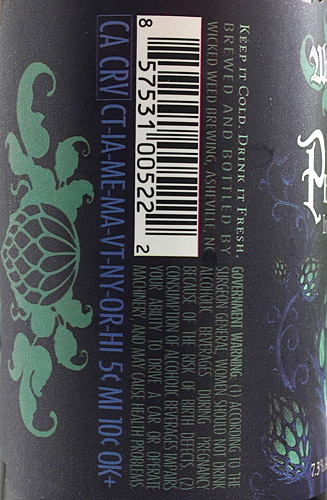 KEEP IT COLD. DRINK IT FRESH
BREWED AND BOTTLED BY
WICKED WEED BREWING, ASHEVILLE, NC
8 57531 00522 2
CA CRV CT-IA-ME-MA-VT-NY-OR-HI 5¢ MI 10¢ OK+
GOVERNMENT WARNING: (1) ACCORDING TO THE
SURGEON GENERAL, WOMEN SHOULD NOT DRINK
ALCOHOLIC BEVERAGES DURING PREGNANCY
BECAUSE OF THE RISK OF BIRTH DEFECTS. (2)
CONSUMPTION OF ALCOHOLIC BEVERAGES IMPAIRS
YOUR ABILITY TO DRIVE A CAR OR OPERATE
MACHINERY AND MAY CAUSE HEALTH PROBLEMS.
7.3